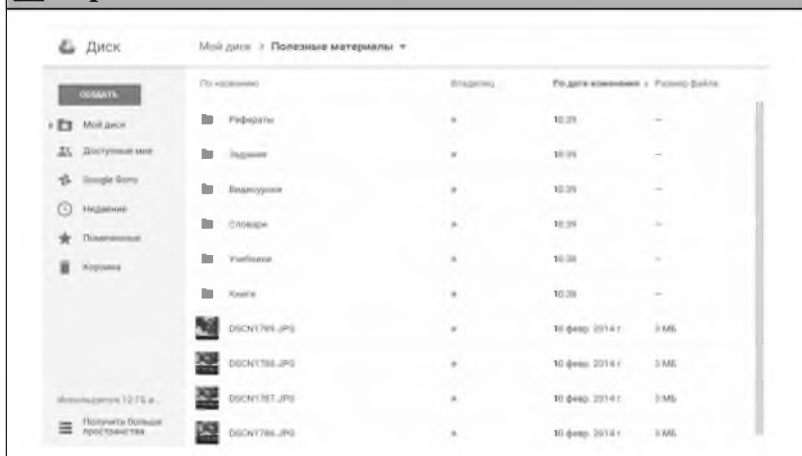 Диск Мой диск > Полезные материалы
По названию Владелец По дате изменения Размер файла
СОЗДАТЬ
Мой диск
Доступные мне
Google Фото
Недавние
Помеченные
Корзина
Рефераты я 10:39 –
Задания я 10:39 –
Видеоуроки я 10:39 –
Словари я 10:39 –
Учебники я 10:38 –
Книги я 10:38 –
DSCN1789.JPG я 10 февр. 2014 г. 3 МБ
DSCN1788.JPG я 10 февр. 2014 г. 3 МБ
DSCN1787.JPG я 10 февр. 2014 г. 3 МБ
DSCN1786.JPG я 10 февр. 2014 г. 3 МБ
Используется 12 ГБ и...
Получить больше
пространства